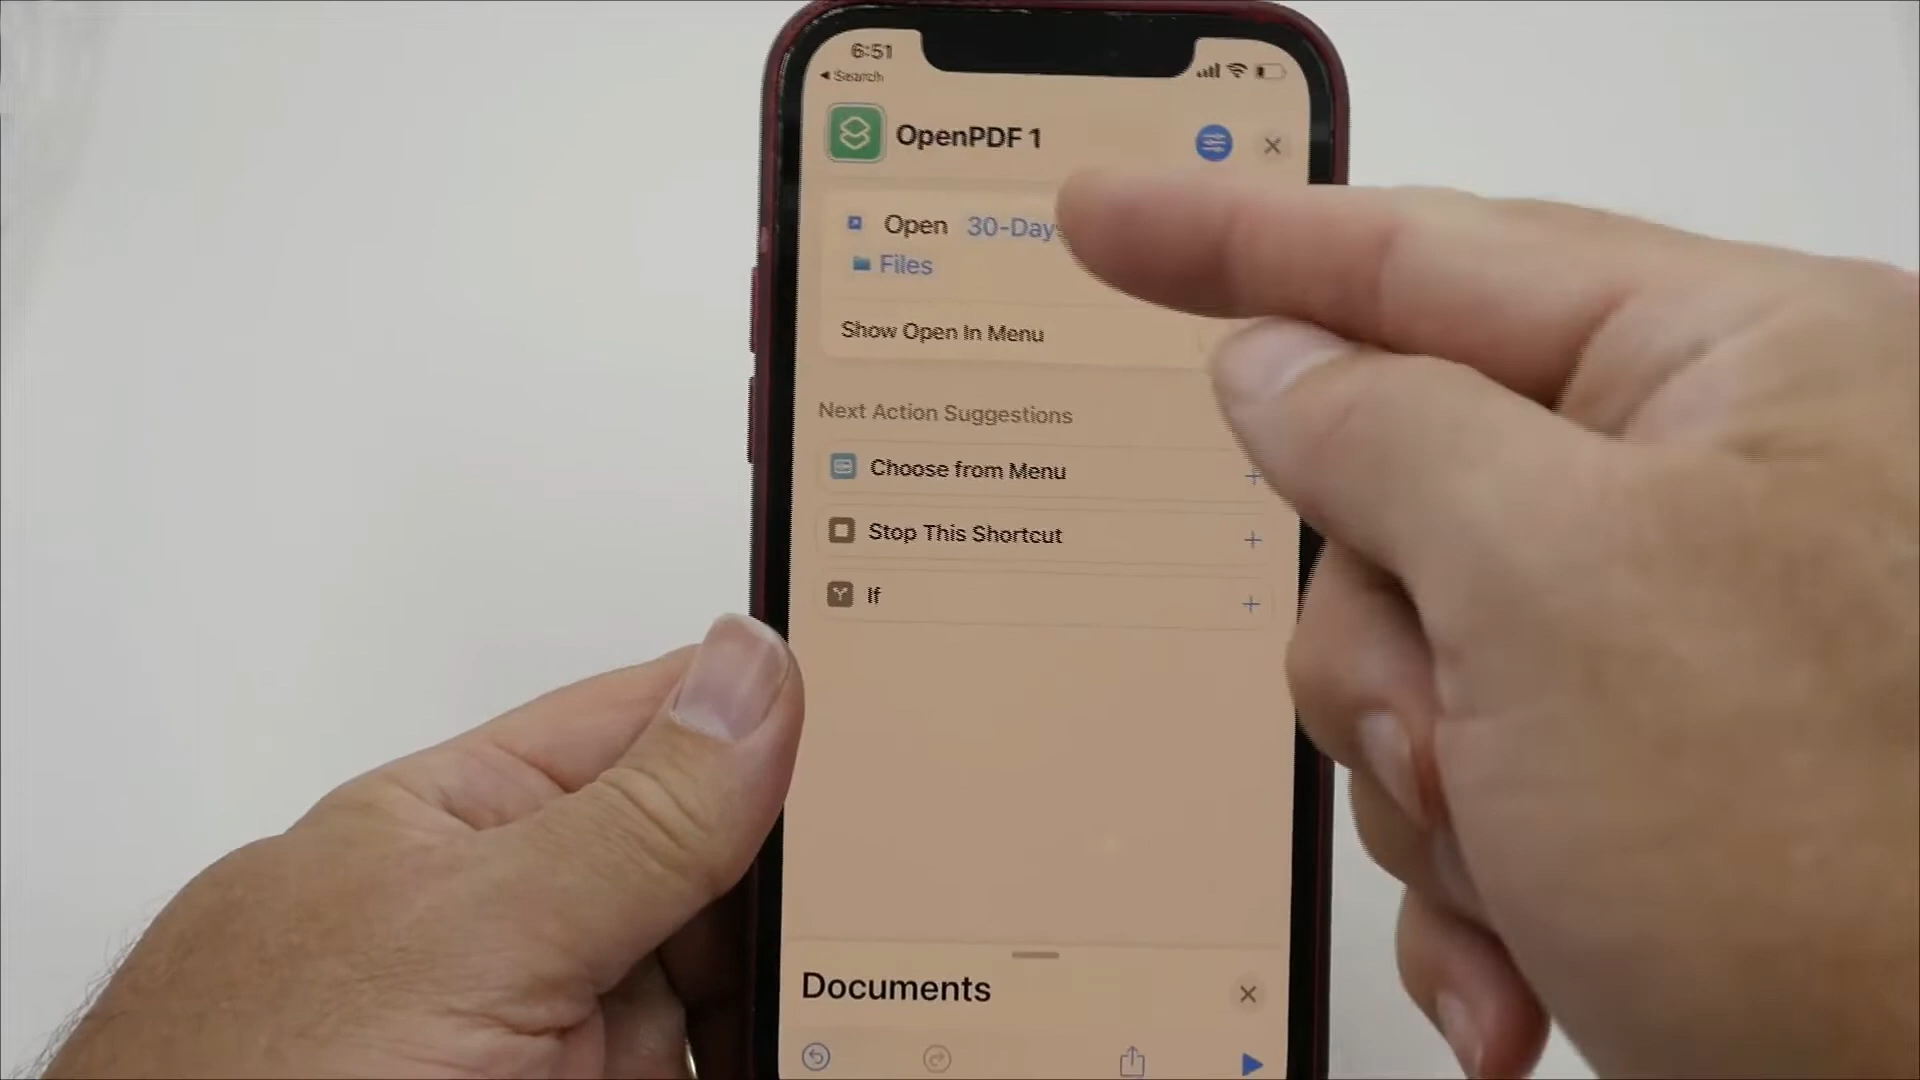 6:51
Search
OpenPDF 1
Open 30-Day
Files
Show Open In Menu
Next Action Suggestions
Choose from Menu
Stop This Shortcut
If
Documents